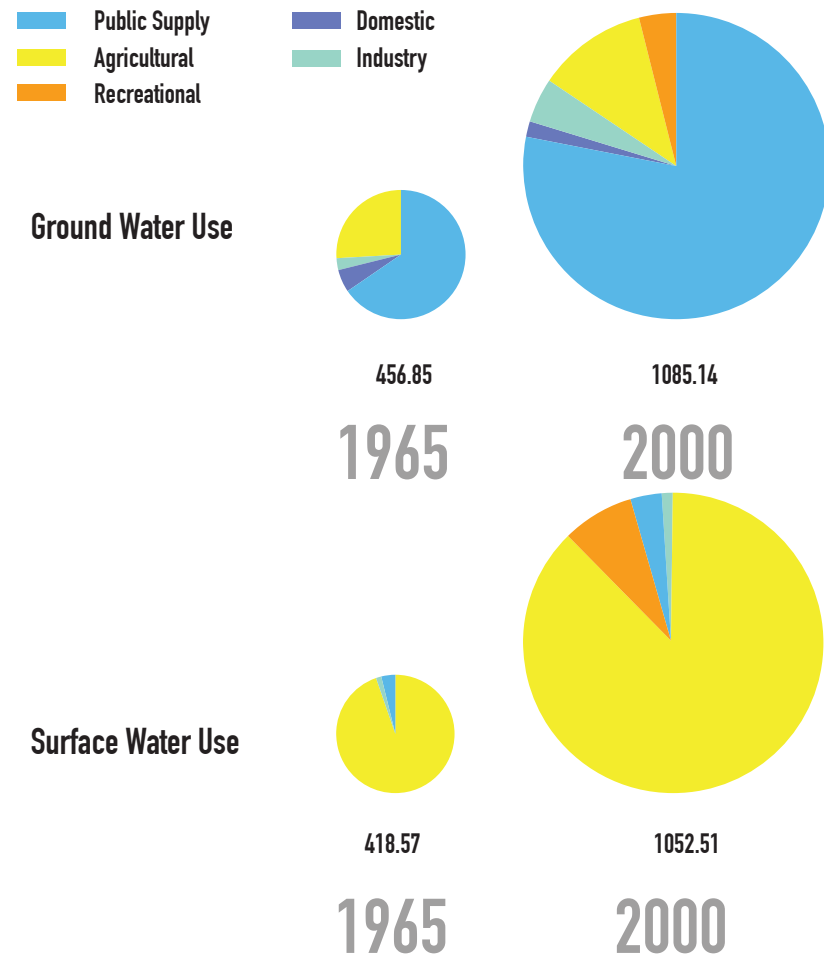 Public Supply
Domestic
Agricultural
Industry
Recreational
Ground Water Use
456.85
1085.14
1965
2000
Surface Water Use
418.57
1052.51
1965
2000